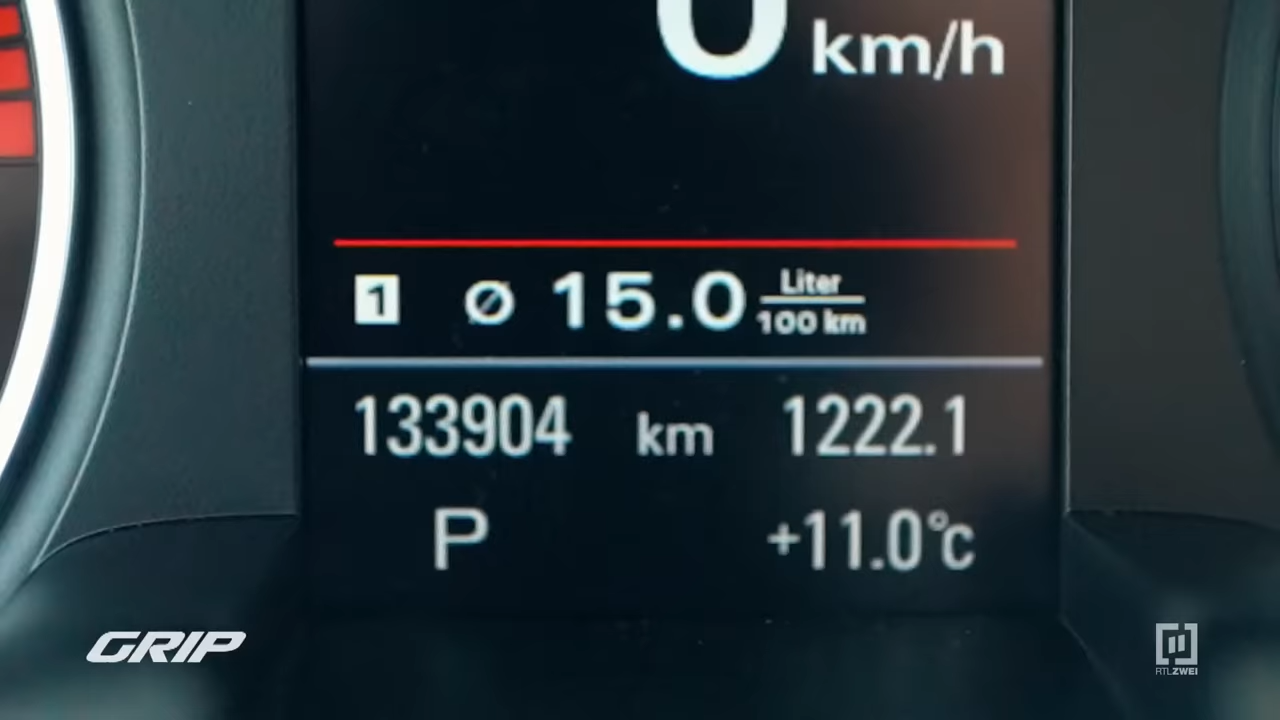 0 km/h
1 Ø 15.0 Liter
100 km
133904 km 1222.1
P +11.0°C
GRIP
RTLZWEI